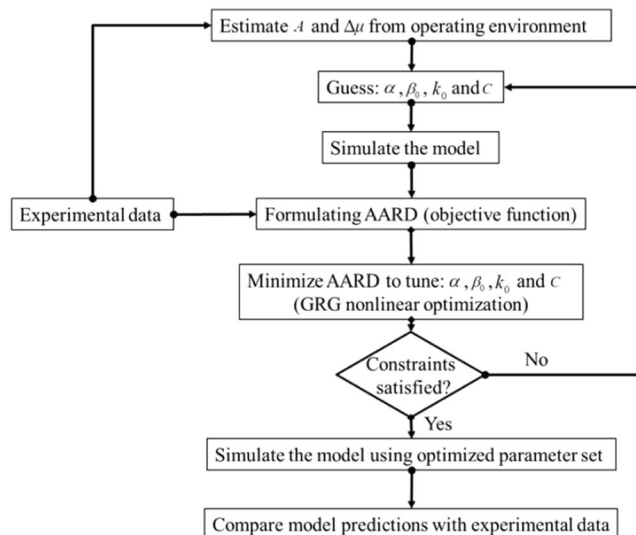 Estimate A and Δμ from operating environment
Guess: α, β₀, k₀ and C
Simulate the model
Experimental data
Formulating AARD (objective function)
Minimize AARD to tune: α, β₀, k₀ and C
(GRG nonlinear optimization)
Constraints
satisfied?
No
Yes
Simulate the model using optimized parameter set
Compare model predictions with experimental data